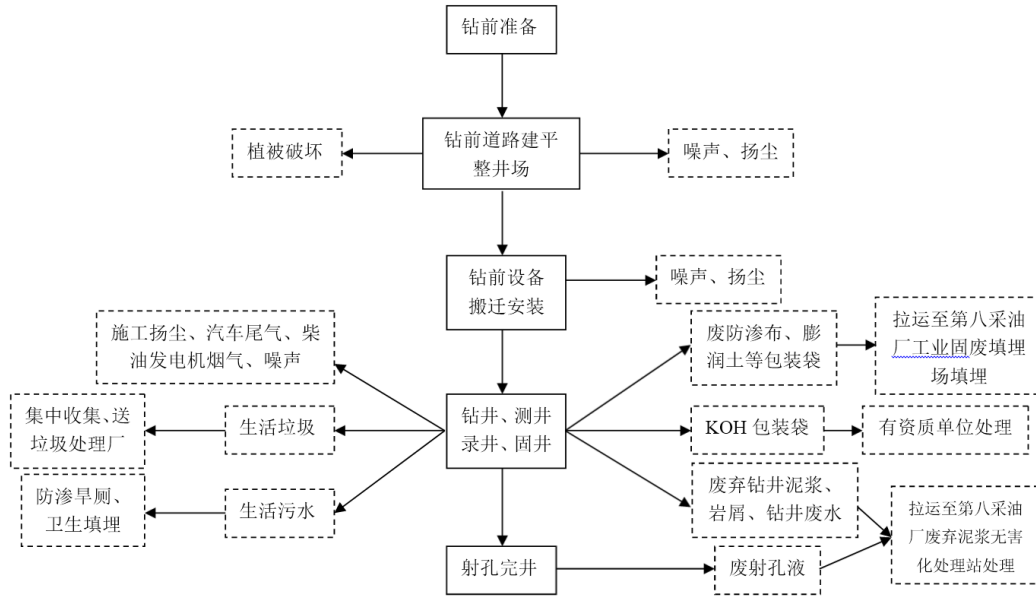 钻前准备
植被破坏
钻前道路建平
整井场
噪声、扬尘
钻前设备
搬迁安装
噪声、扬尘
施工扬尘、汽车尾气、柴
油发电机烟气、噪声
废防渗布、膨
润土等包装袋
拉运至第八采油
厂工业固废填埋
场填埋
集中收集、送
垃圾处理厂
生活垃圾
钻井、测井
录井、固井
KOH 包装袋
有资质单位处理
防渗旱厕、
卫生填埋
生活污水
废弃钻井泥浆、
岩屑、钻井废水
拉运至第八采油
厂废弃泥浆无害
化处理站处理
射孔完井
废射孔液